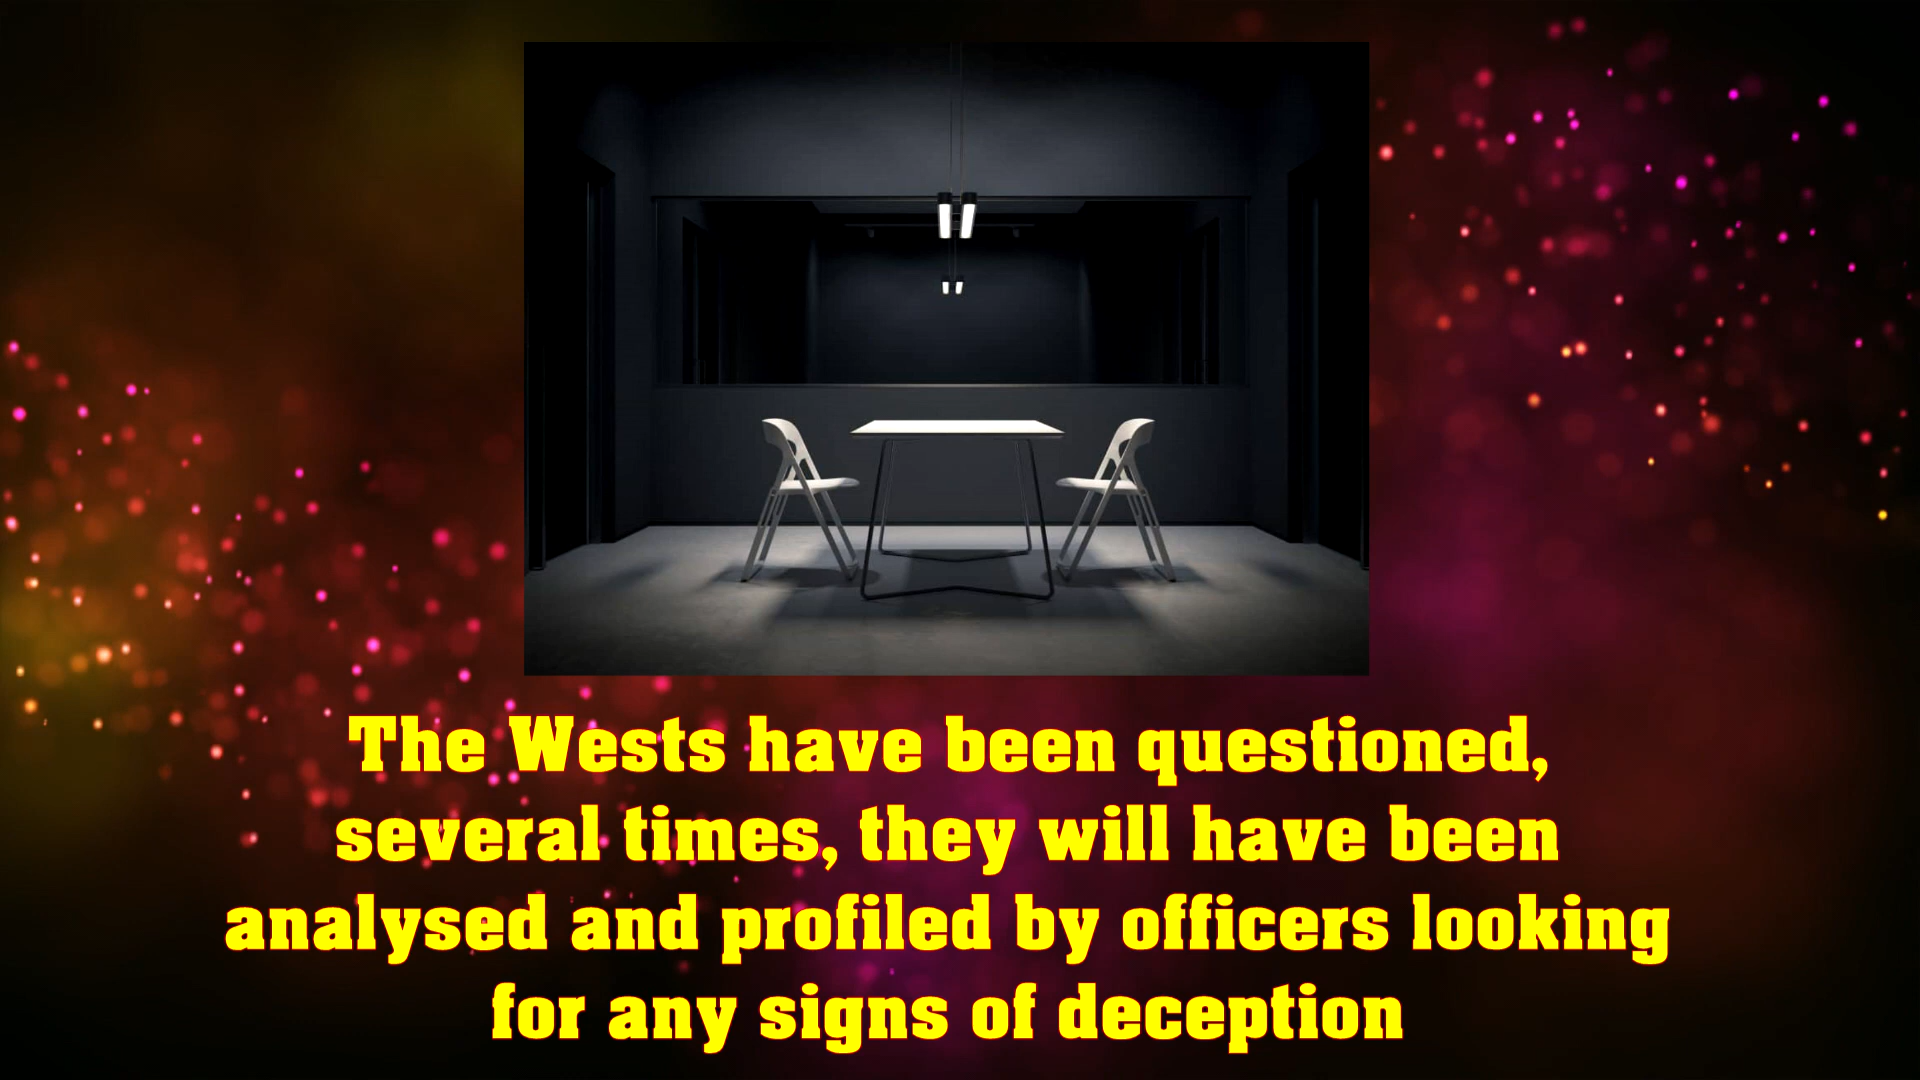 The Wests have been questioned,
several times, they will have been
analysed and profiled by officers looking
for any signs of deception